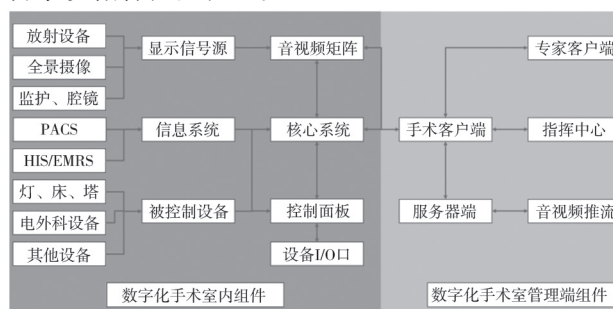 放射设备
显示信号源
音视频矩阵
专家客户端
全景摄像
监护、腔镜
PACS
信息系统
核心系统
手术客户端
指挥中心
HIS/EMRS
灯、床、塔
电外科设备
被控制设备
控制面板
服务器端
音视频推流
其他设备
设备I/O口
数字化手术室内组件
数字化手术室管理端组件